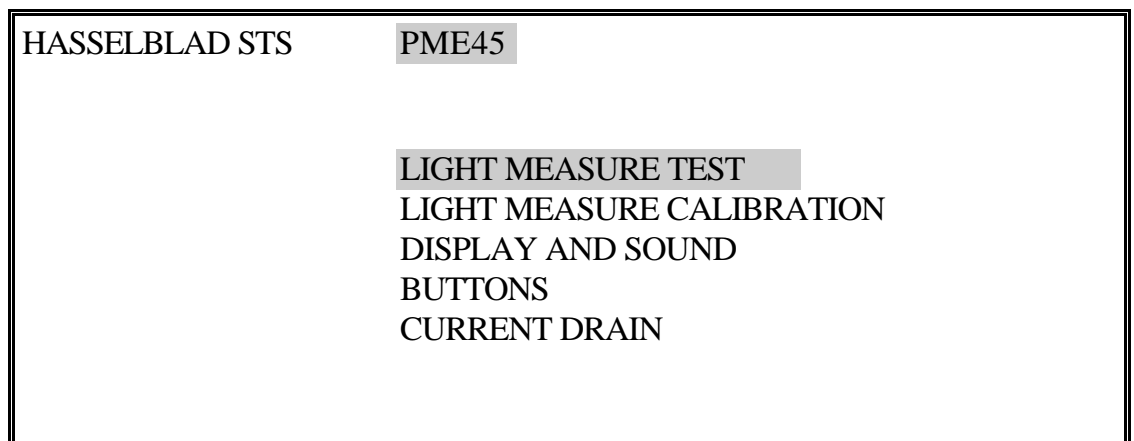 HASSELBLAD STS PME45
LIGHT MEASURE TEST
LIGHT MEASURE CALIBRATION
DISPLAY AND SOUND
BUTTONS
CURRENT DRAIN